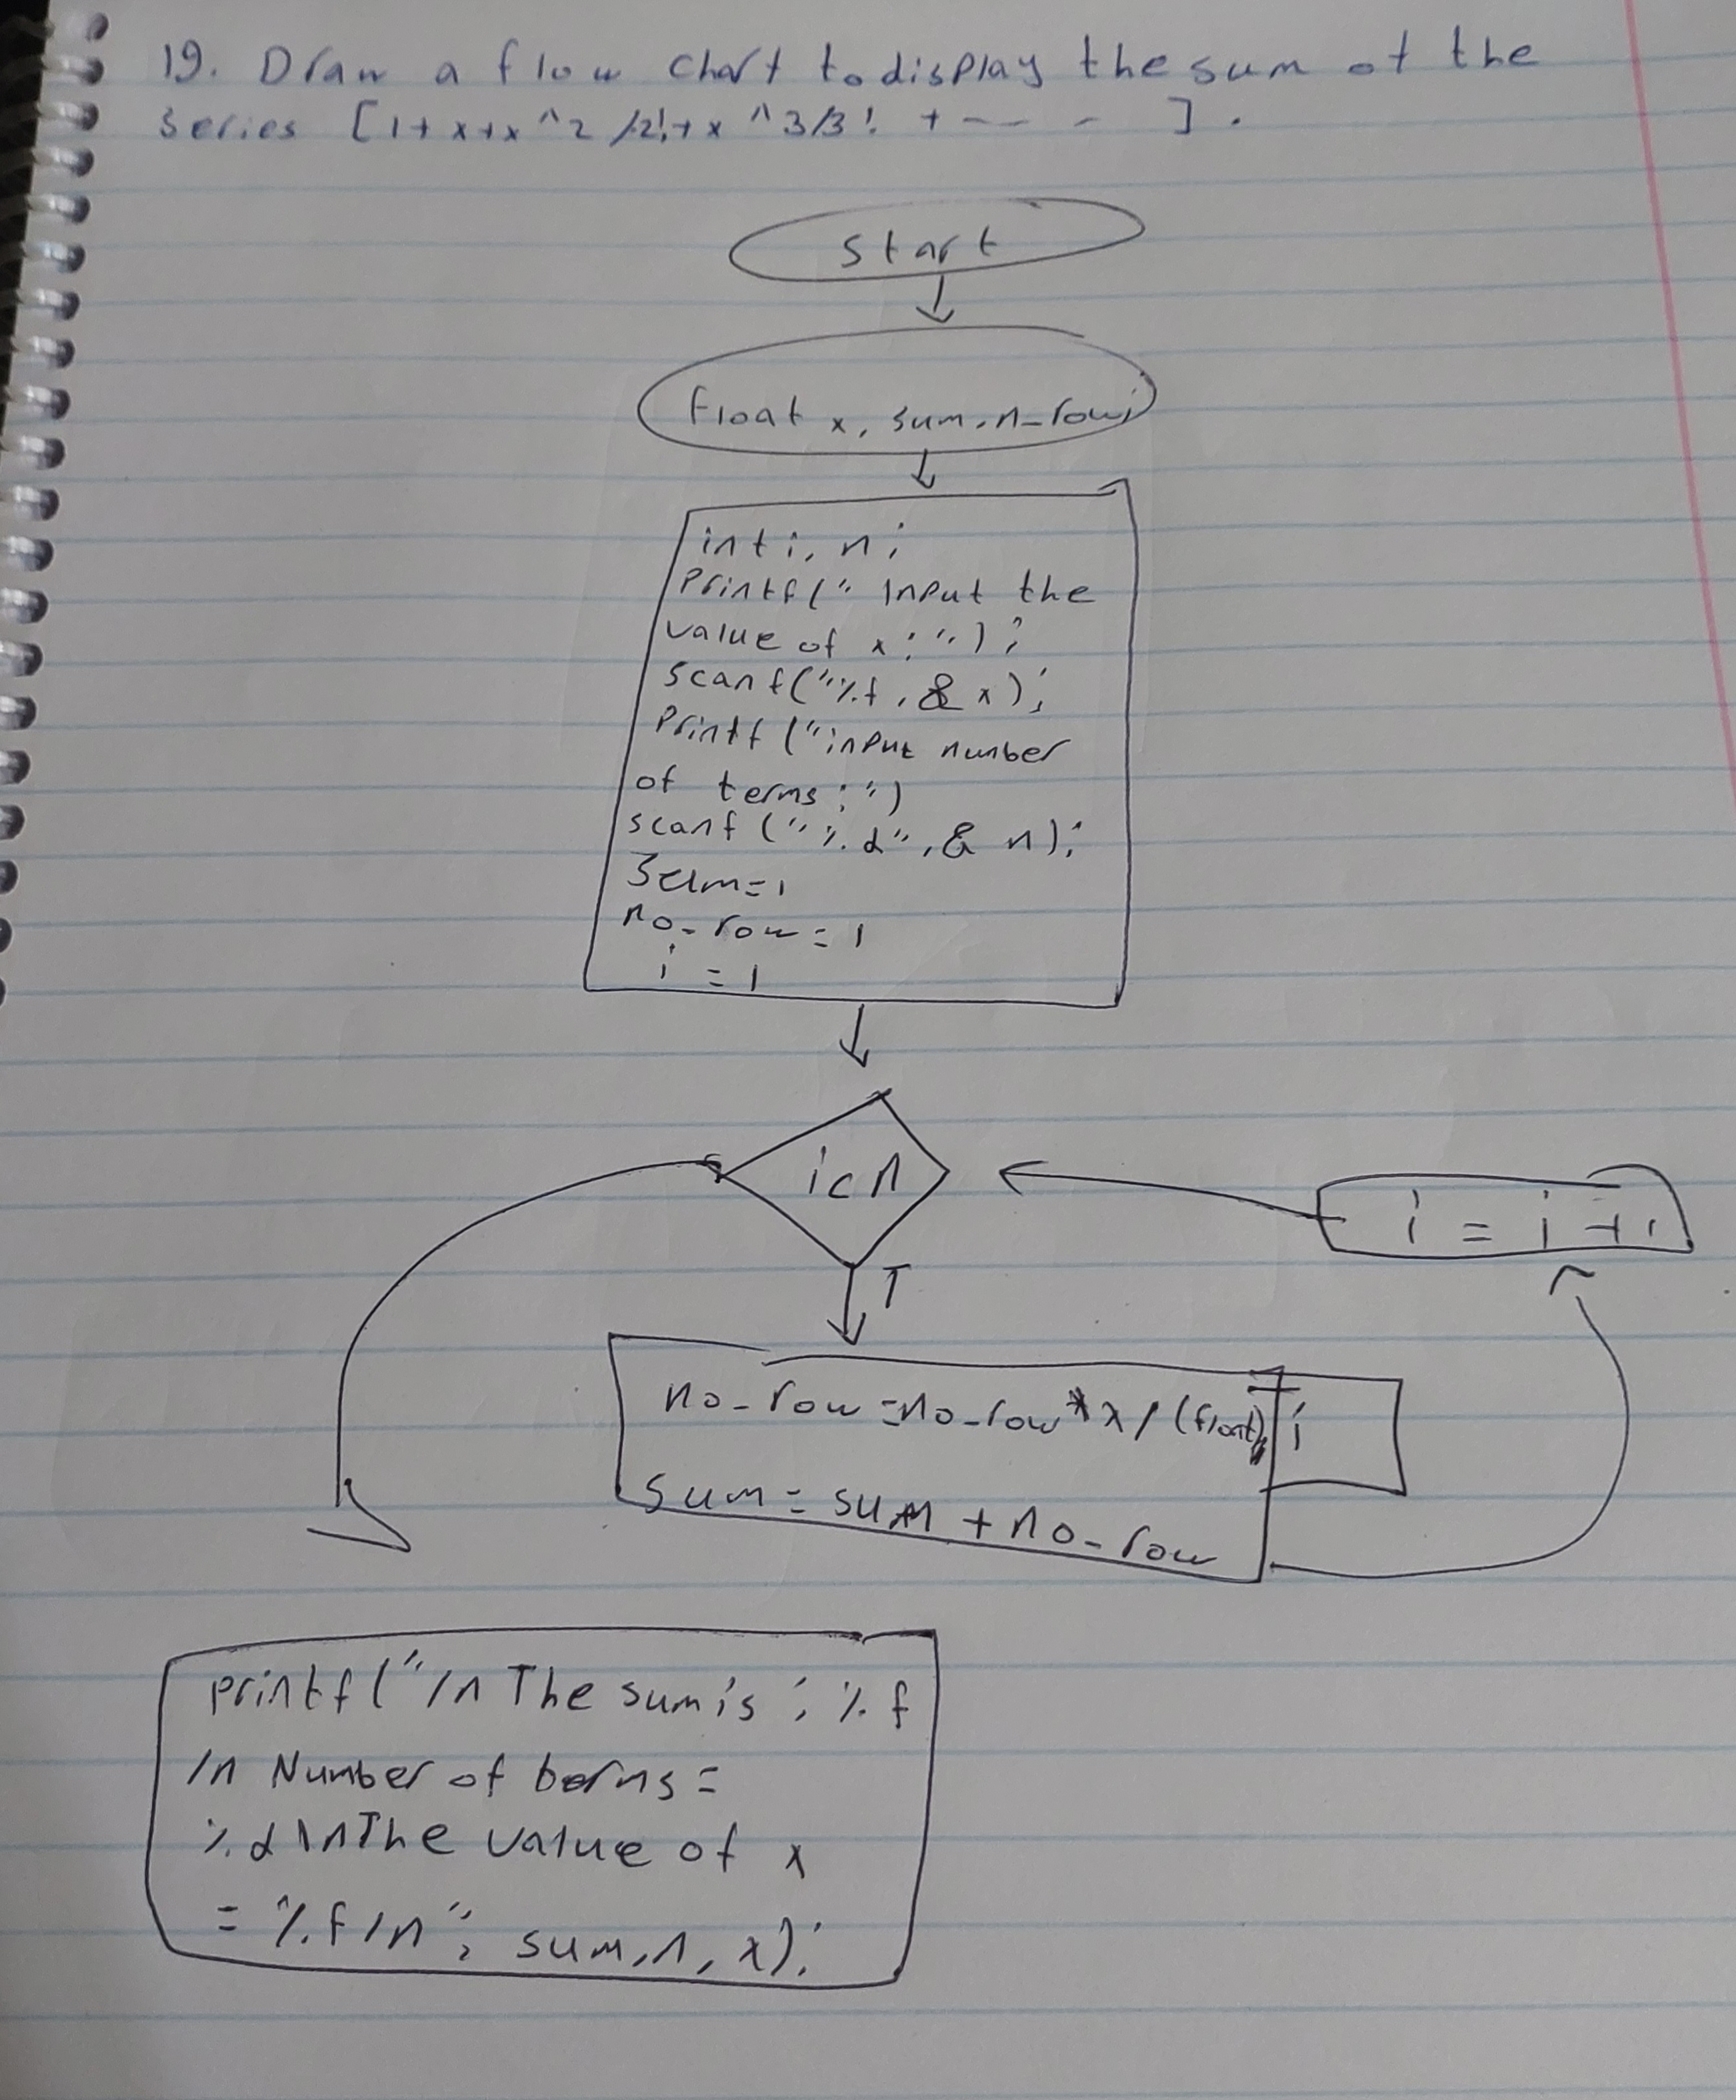 19. Draw a flow chart to display the sum of the
series [1+x+x^2/2!+x^3/3! + --- - ].
start
float x, sum, n_row;
int i, n;
Printf(" Input the
value of x : ");
scanf("%f, & x);
Printf ("input number
of terms : ")
scanf ("%d", & n);
Sum=1
no_row = 1
i = 1
i<n
i = i+1
T
no_row =no_row*x/(float) i
sum = sum + no_row
printf("/n The sum is : %f
/n Number of terms =
%d\nThe value of x
= %f/n", sum, n, x);